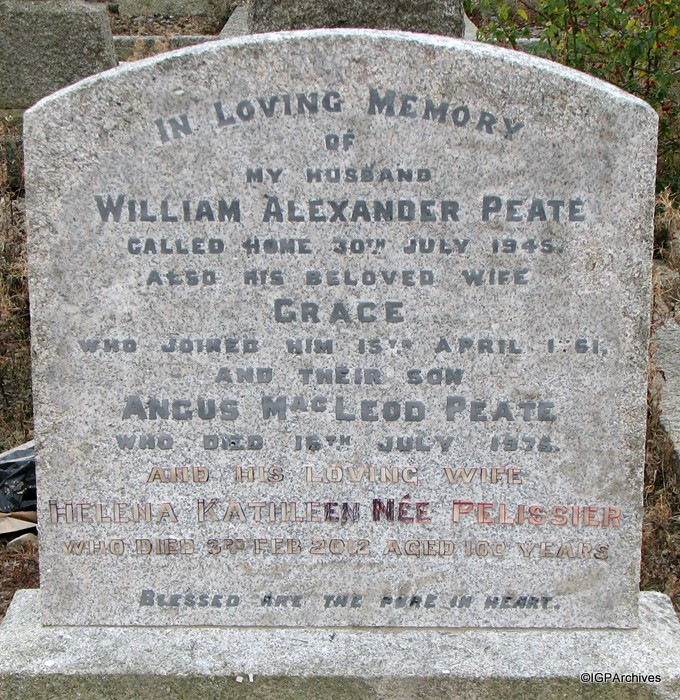 IN LOVING MEMORY
OF
MY HUSBAND
WILLIAM ALEXANDER PEATE
CALLED HOME 30TH JULY 1945.
ALSO HIS BELOVED WIFE
GRACE
WHO JOINED HIM 15TH APRIL
AND THEIR SON
ANGUS MACLEOD PEATE
WHO DIED 16TH JULY
AND HIS LOVING WIFE
HELENA KATHLEEN NÉE PELISSIER
WHO DIED 3RD FEB 2012 AGED 100 YEARS
BLESSED ARE THE PURE IN HEART.
©IGPArchives